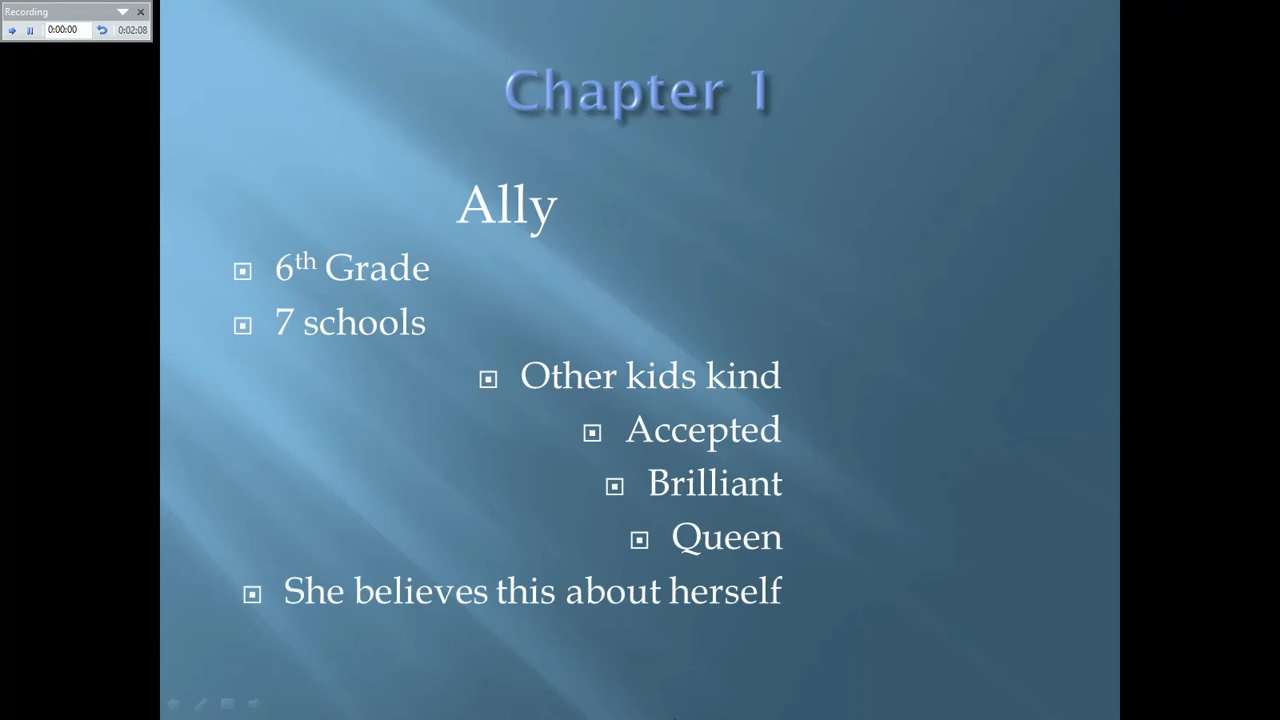 Recording
0:00:00
0:02:08
Chapter 1
Ally
6th Grade
7 schools
Other kids kind
Accepted
Brilliant
Queen
She believes this about herself